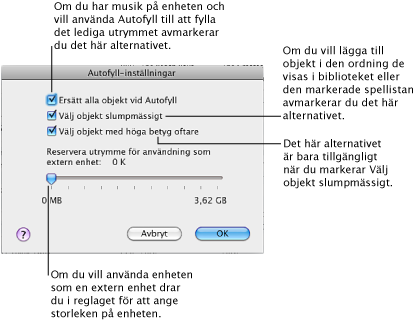 Om du har musik på enheten och
vill använda Autofyll till att fylla
det lediga utrymmet avmarkerar
du det här alternativet.
Om du vill lägga till
objekt i den ordning de
visas i biblioteket eller
den markerade spellistan
avmarkerar du det här
alternativet.
Autofyll-inställningar
Ersätt alla objekt vid Autofyll
Välj objekt slumpmässigt
Välj objekt med höga betyg oftare
Det här alternativet
är bara tillgängligt
när du markerar Välj
objekt slumpmässigt.
Reservera utrymme för användning som
extern enhet: 0 K
0 MB 3,62 GB
? Avbryt OK
Om du vill använda enheten
som en extern enhet drar
du i reglaget för att ange
storleken på enheten.